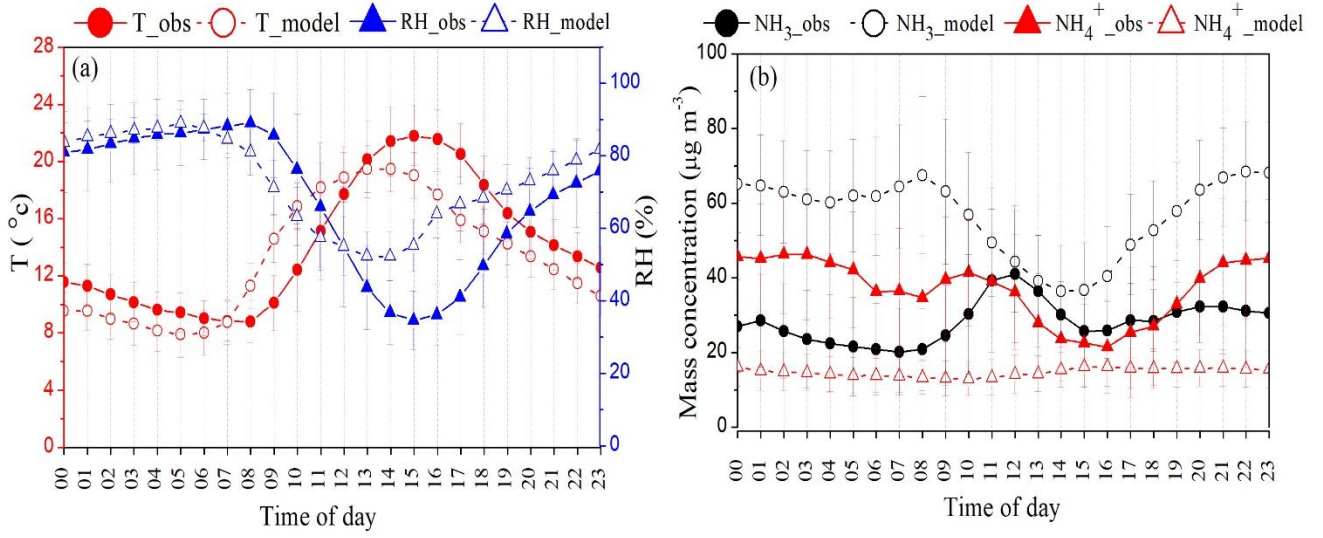 T_obs T_model RH_obs RH_model
(a)
T (°c)
28
24
20
16
12
8
4
0
RH (%)
100
80
60
40
20
0
00 01 02 03 04 05 06 07 08 09 10 11 12 13 14 15 16 17 18 19 20 21 22 23
Time of day
NH₃_obs NH₃_model NH₄⁺_obs NH₄⁺_model
(b)
Mass concentration (µg m⁻³)
100
80
60
40
20
0
00 01 02 03 04 05 06 07 08 09 10 11 12 13 14 15 16 17 18 19 20 21 22 23
Time of day